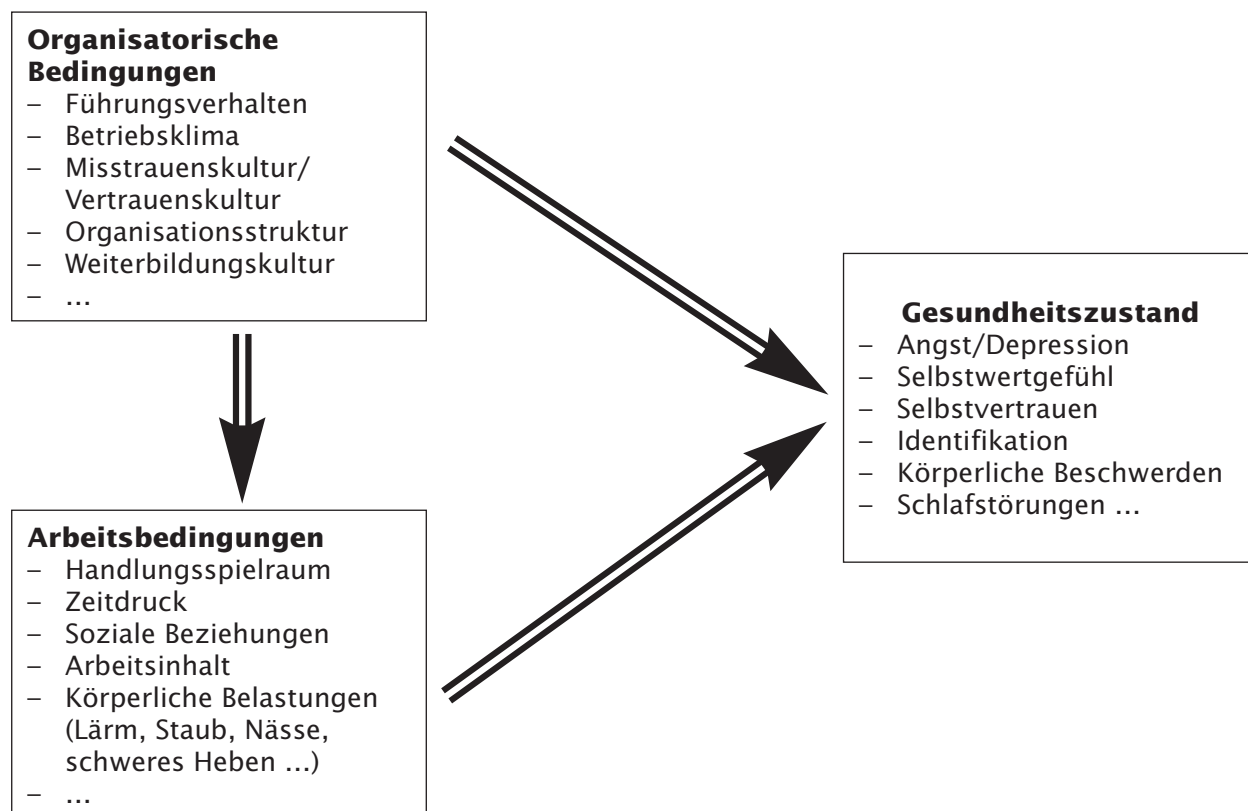 Organisatorische
Bedingungen
– Führungsverhalten
– Betriebsklima
– Misstrauenskultur/
Vertrauenskultur
– Organisationsstruktur
– Weiterbildungskultur
– ...
Arbeitsbedingungen
– Handlungsspielraum
– Zeitdruck
– Soziale Beziehungen
– Arbeitsinhalt
– Körperliche Belastungen
(Lärm, Staub, Nässe,
schweres Heben ...)
– ...
Gesundheitszustand
– Angst/Depression
– Selbstwertgefühl
– Selbstvertrauen
– Identifikation
– Körperliche Beschwerden
– Schlafstörungen ...